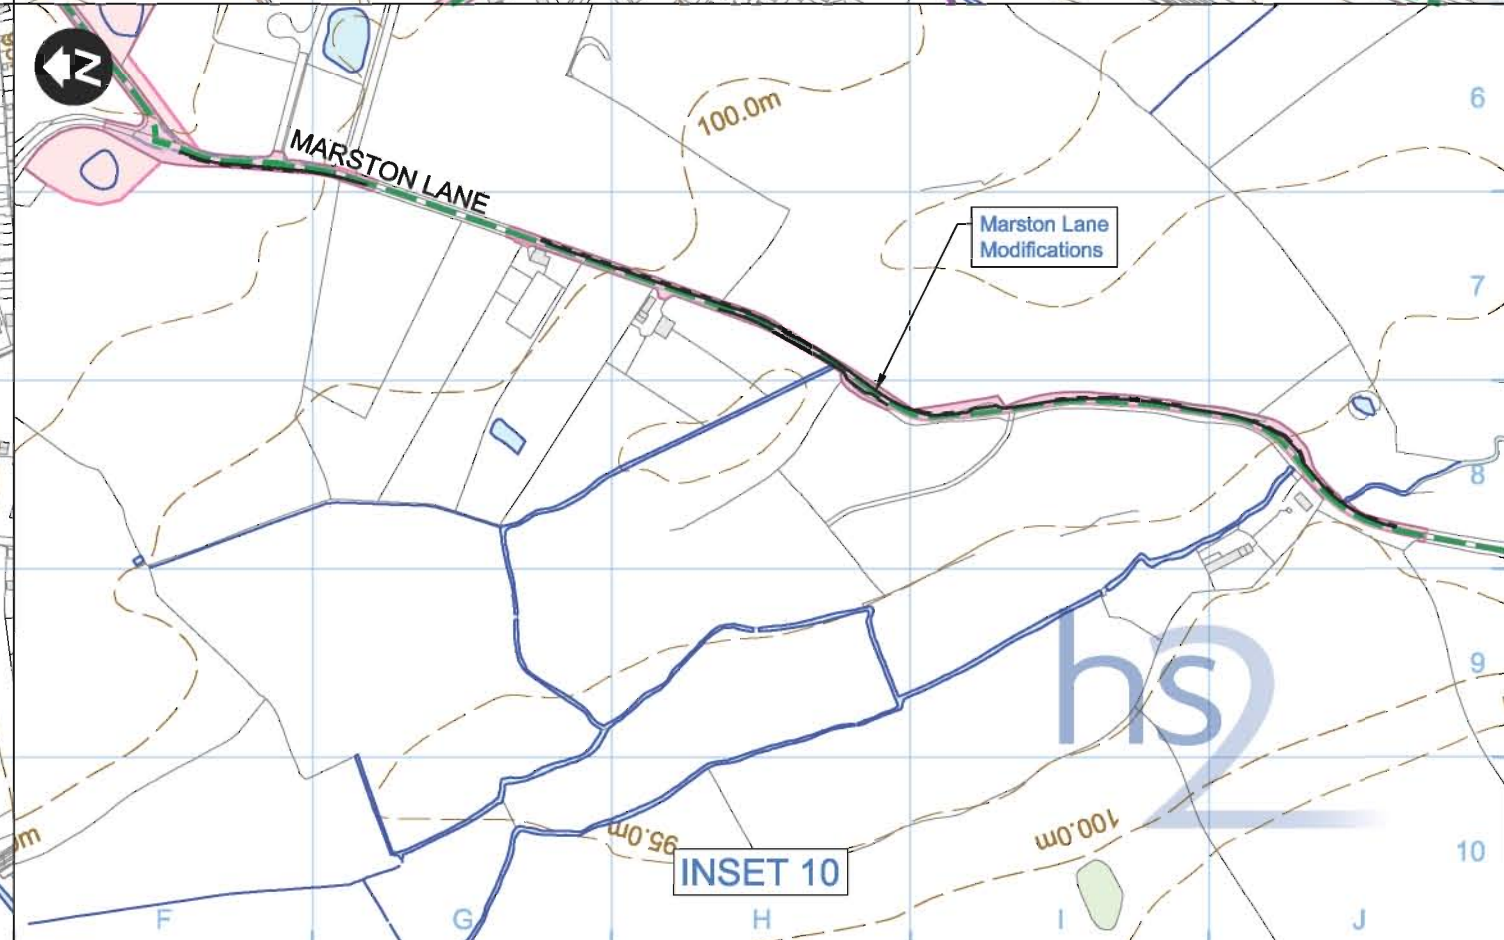 N
6
100.0m
MARSTON LANE
Marston Lane
Modifications
7
8
hs2
9
100.0m
95.0m
10
INSET 10
F
G
H
I
J